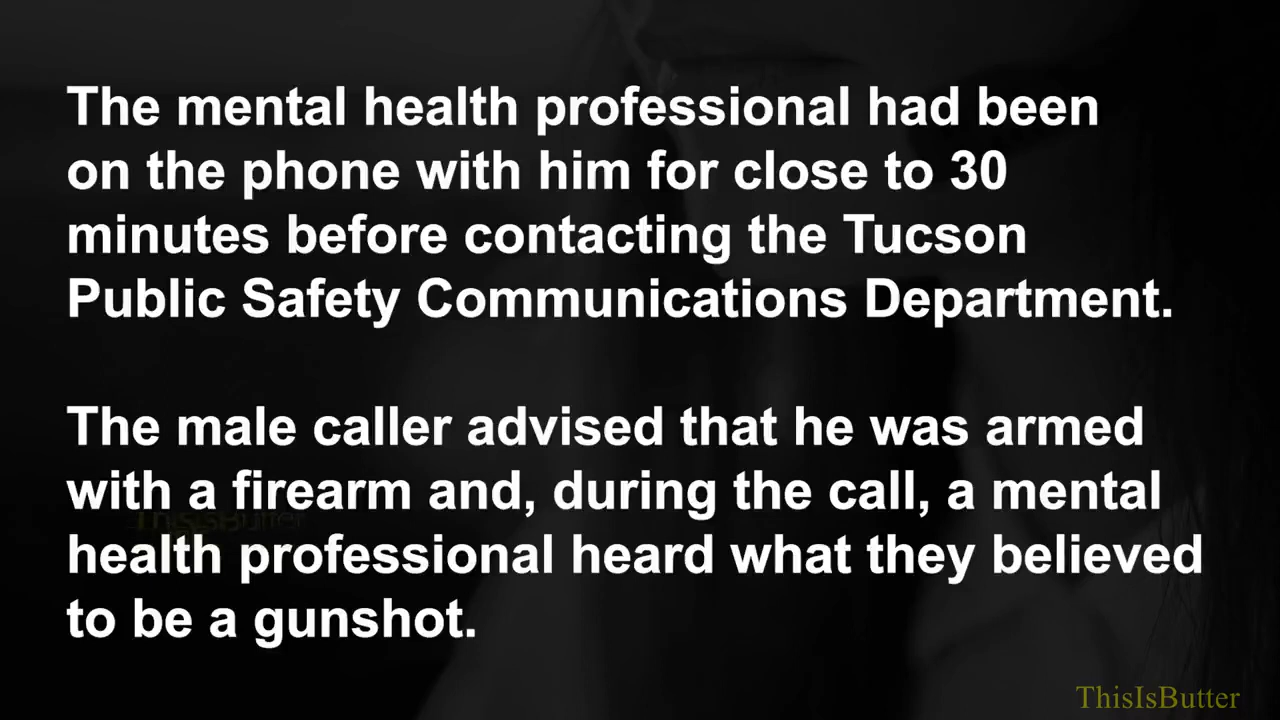 The mental health professional had been
on the phone with him for close to 30
minutes before contacting the Tucson
Public Safety Communications Department.
The male caller advised that he was armed
with a firearm and, during the call, a mental
health professional heard what they believed
to be a gunshot.
ThisIsButter
ThisIsButter